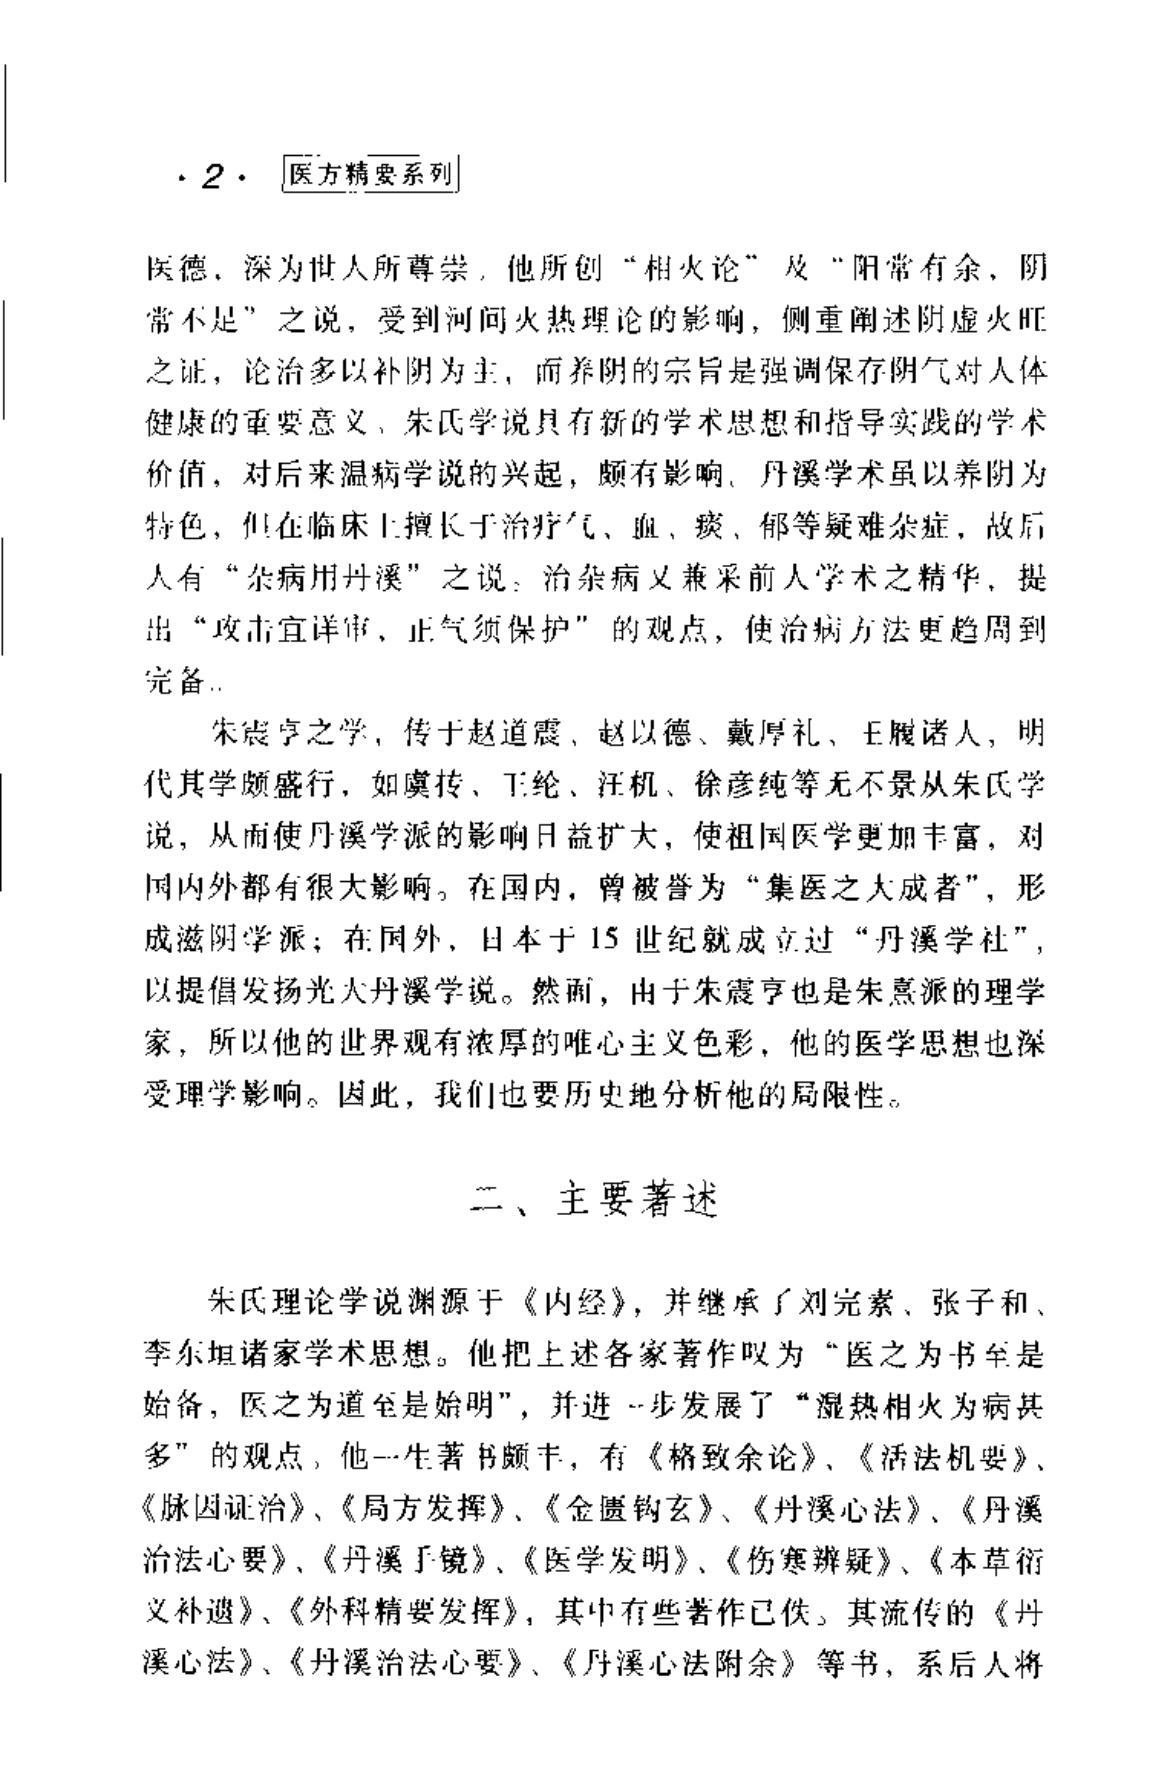 ·2· 医方精要系列
医德，深为世人所尊崇。他所创“相火论”及“阳常有余，阴
常不足”之说，受到河间火热理论的影响，侧重阐述阴虚火旺
之证，论治多以补阴为主，而养阴的宗旨是强调保存阴气对人体
健康的重要意义。朱氏学说具有新的学术思想和指导实践的学术
价值，对后来温病学说的兴起，颇有影响。丹溪学术虽以养阴为
特色，但在临床上擅长于治疗气、血、痰、郁等疑难杂症，故后
人有“杂病用丹溪”之说。治杂病又兼采前人学术之精华，提
出“攻击宜详审，正气须保护”的观点，使治病方法更趋周到
完备。
朱震亨之学，传于赵道震、赵以德、戴厚礼、王履诸人，明
代其学颇盛行，如虞抟、王纶、汪机、徐彦纯等无不景从朱氏学
说，从而使丹溪学派的影响日益扩大，使祖国医学更加丰富，对
国内外都有很大影响。在国内，曾被誉为“集医之大成者”，形
成滋阴学派；在国外，日本于 15 世纪就成立过“丹溪学社”，
以提倡发扬光大丹溪学说。然而，由于朱震亨也是朱熹派的理学
家，所以他的世界观有浓厚的唯心主义色彩，他的医学思想也深
受理学影响。因此，我们也要历史地分析他的局限性。
二、主要著述
朱氏理论学说渊源于《内经》，并继承了刘完素、张子和、
李东垣诸家学术思想。他把上述各家著作叹为“医之为书至是
始备，医之为道至是始明”，并进一步发展了“湿热相火为病甚
多”的观点。他一生著书颇丰，有《格致余论》、《活法机要》、
《脉因证治》、《局方发挥》、《金匮钩玄》、《丹溪心法》、《丹溪
治法心要》、《丹溪手镜》、《医学发明》、《伤寒辨疑》、《本草衍
义补遗》、《外科精要发挥》，其中有些著作已佚。其流传的《丹
溪心法》、《丹溪治法心要》、《丹溪心法附余》等书，系后人将